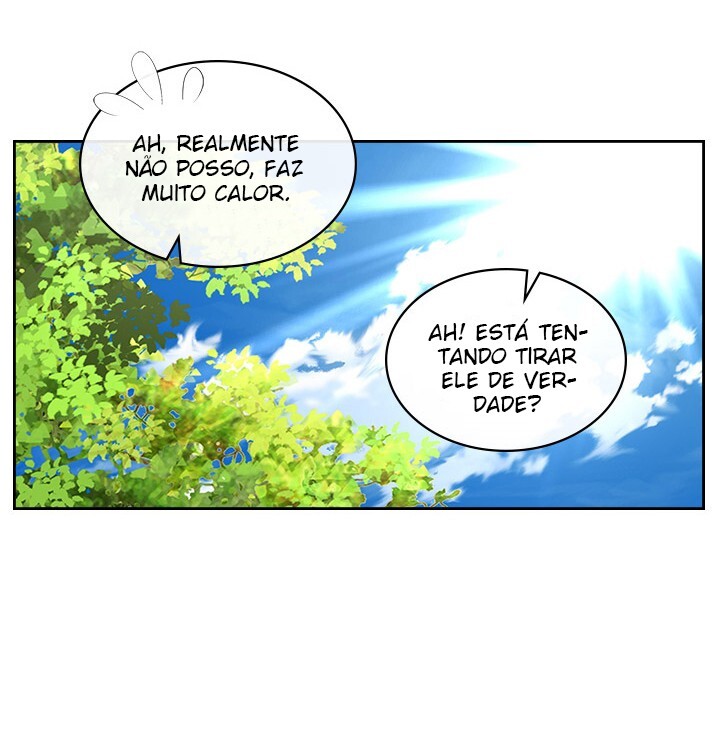 AH, REALMENTE
NÃO POSSO, FAZ
MUITO CALOR.
AH! ESTÁ TEN-
TANDO TIRAR
ELE DE VER-
DADE?